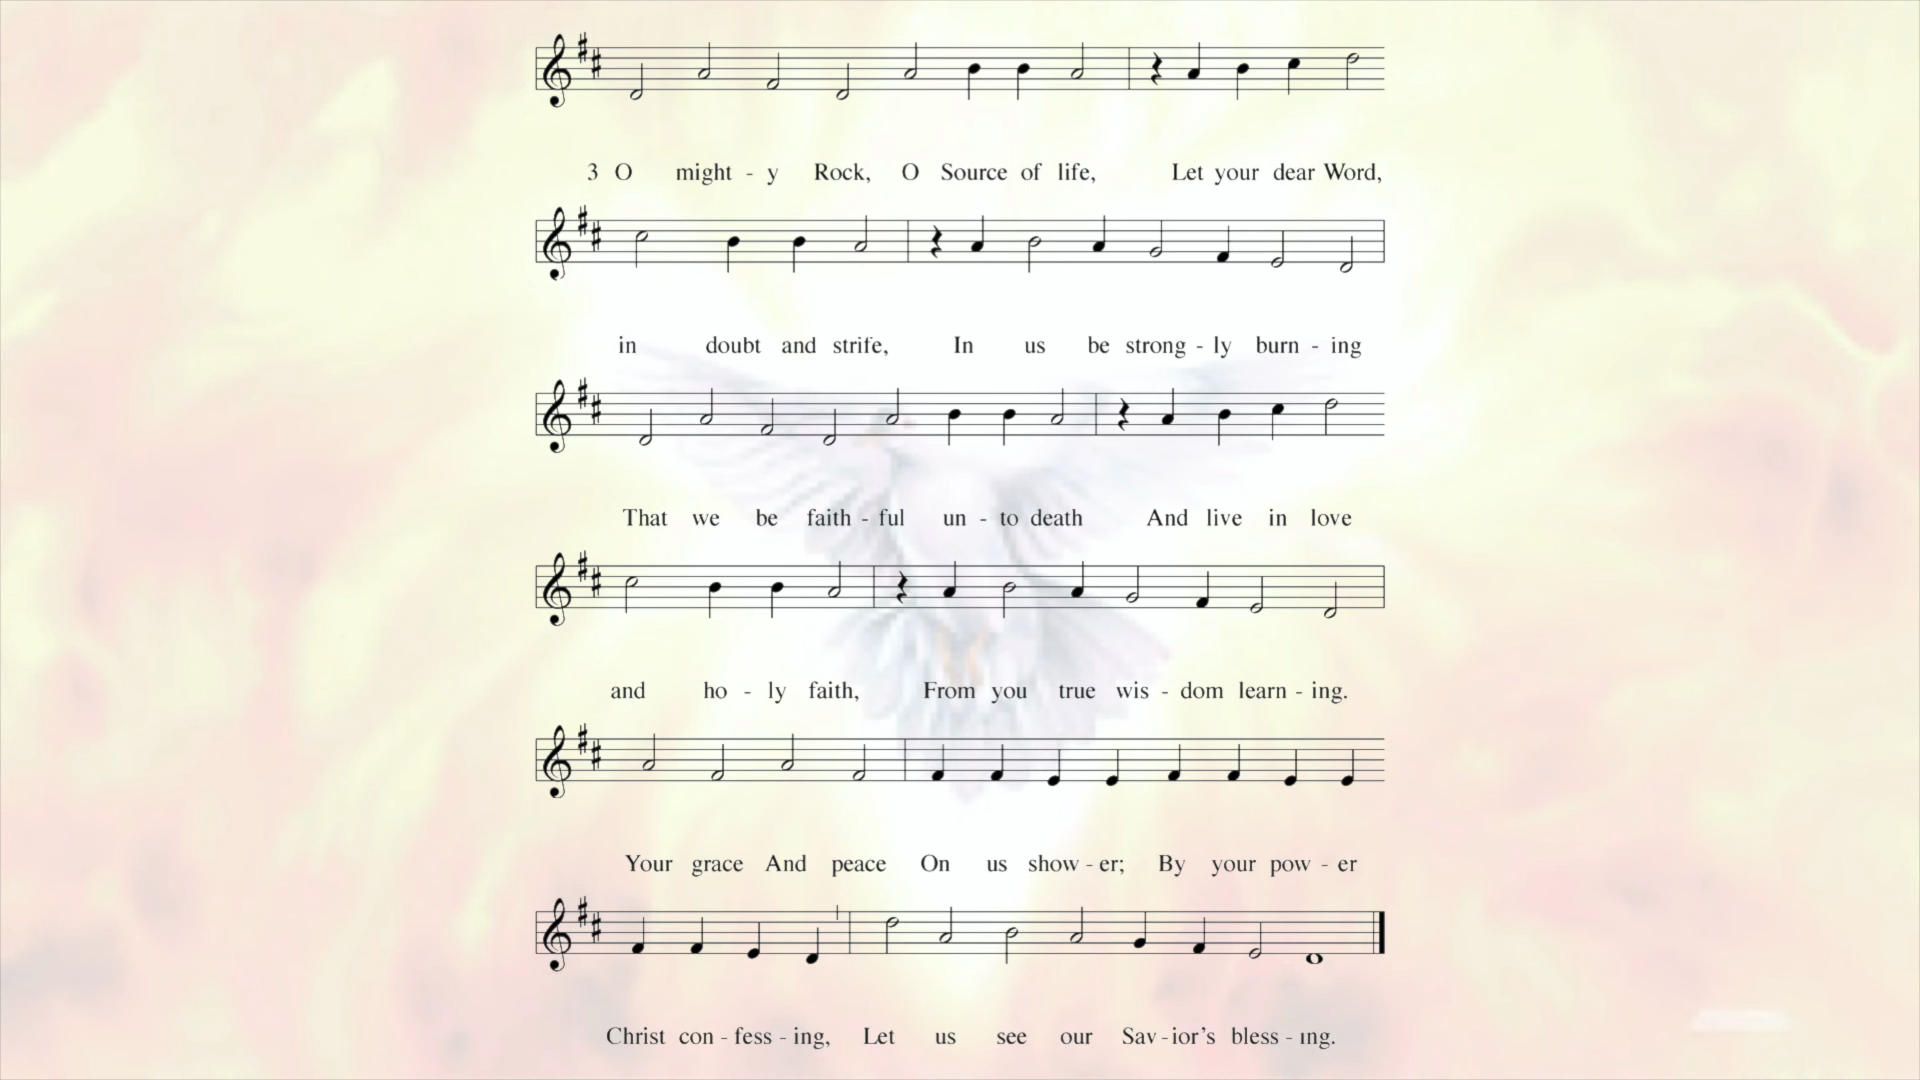 3 O might - y Rock, O Source of life, Let your dear Word,
in doubt and strife, In us be strong - ly burn - ing
That we be faith - ful un - to death And live in love
and ho - ly faith, From you true wis - dom learn - ing.
Your grace And peace On us show - er; By your pow - er
Christ con - fess - ing, Let us see our Sav - ior's bless - ing.